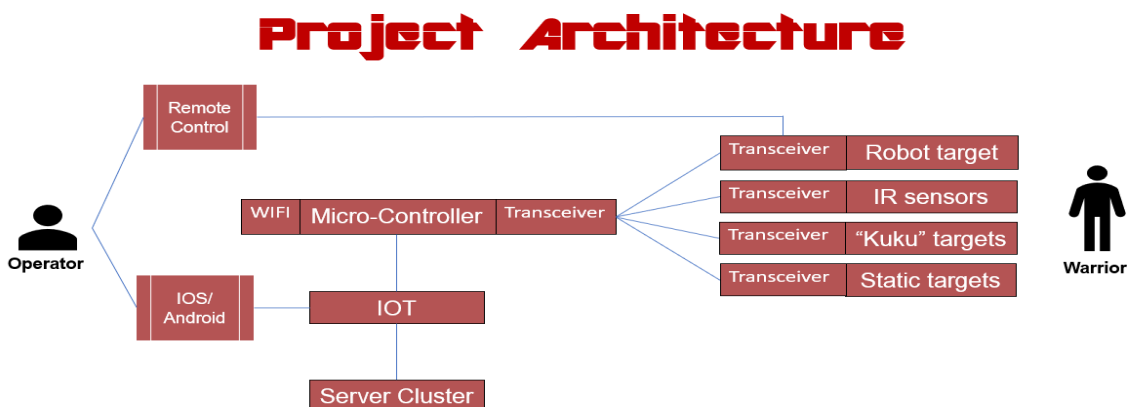 Project Architecture
Remote
Control
Transceiver
Robot target
Transceiver
IR sensors
WIFI
Micro-Controller
Transceiver
Transceiver
“Kuku” targets
Transceiver
Static targets
Operator
Warrior
IOS/
Android
IOT
Server Cluster